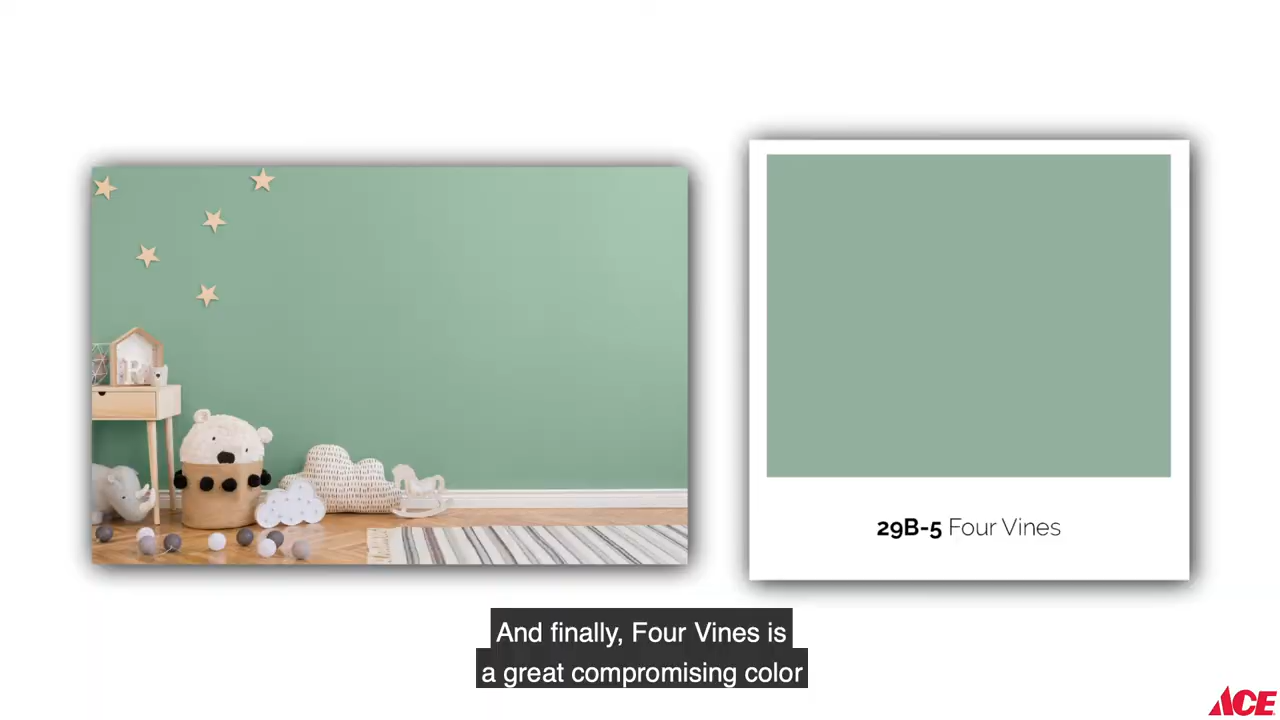 R
29B-5 Four Vines
And finally, Four Vines is
a great compromising color
ACE